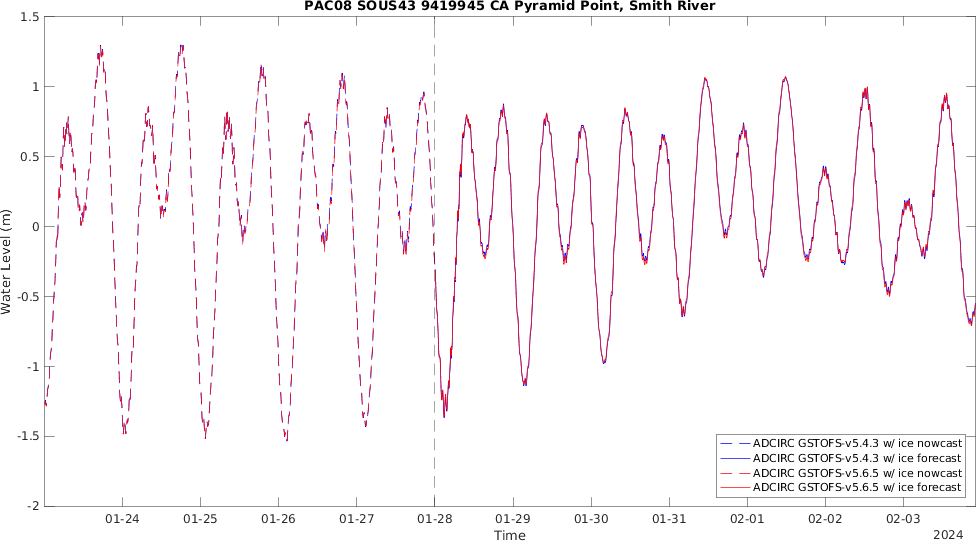 PAC08 SOUS43 9419945 CA Pyramid Point, Smith River
1.5
1
0.5
0
-0.5
-1
-1.5
-2
Water Level (m)
ADCIRC GSTOFS-v5.4.3 w/ ice nowcast
ADCIRC GSTOFS-v5.4.3 w/ ice forecast
ADCIRC GSTOFS-v5.6.5 w/ ice nowcast
ADCIRC GSTOFS-v5.6.5 w/ ice forecast
01-24 01-25 01-26 01-27 01-28 01-29 01-30 01-31 02-01 02-02 02-03
Time
2024